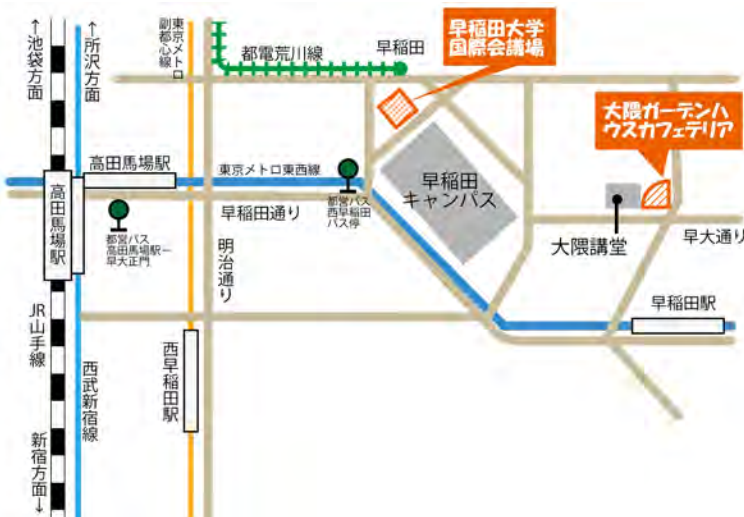 ↑池袋方面
↑所沢方面
東京メトロ
副都心線
都電荒川線
早稲田
早稲田大学
国際会議場
大隈ガーデンハ
ウスカフェテリア
高田馬場駅
東京メトロ東西線
高田馬場駅
都営バス
高田馬場駅ー
早大正門
早稲田通り
都営バス
西早稲田
バス停
早稲田
キャンパス
大隈講堂
早大通り
明治通り
早稲田駅
JR山手線
西武新宿線
西早稲田駅
新宿方面→